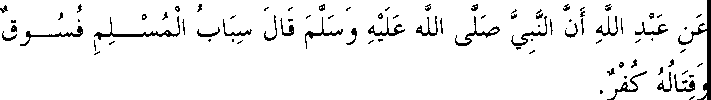 عَنِ عَبْدِ اللَّهِ أَنَّ النَّبِيَّ صَلَّى اللَّه عَلَيْهِ وَسَلَّمَ قَالَ سِبَابُ الْمُسْلِمِ فُسُوقٌ
وَقِتَالُهُ كُفْرٌ.